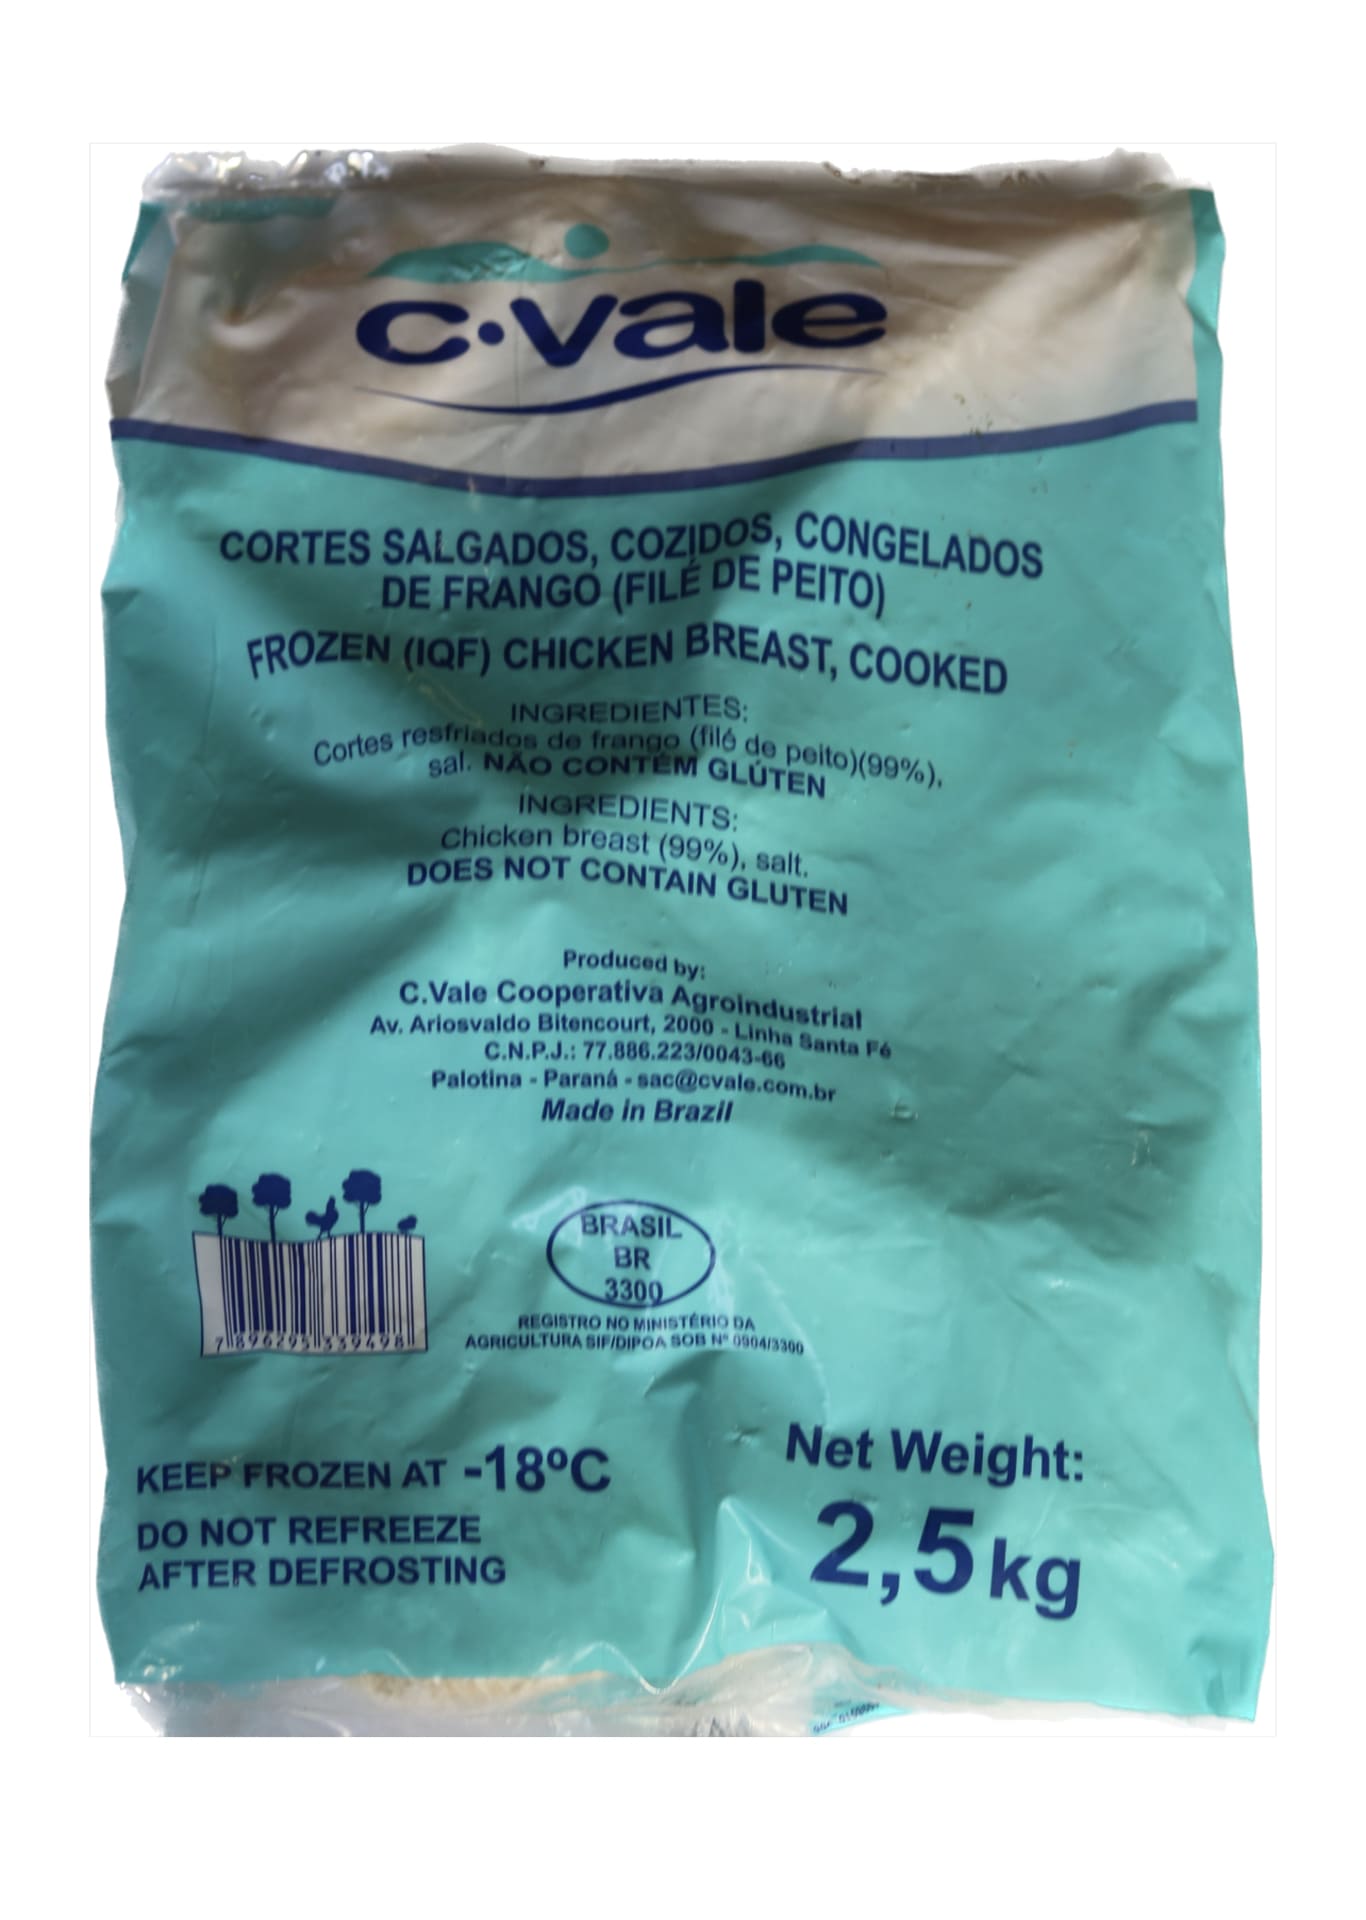 c.vale
CORTES SALGADOS, COZIDOS, CONGELADOS
DE FRANGO (FILÉ DE PEITO)
FROZEN (IQF) CHICKEN BREAST, COOKED
INGREDIENTES:
Cortes resfriados de frango (filé de peito)(99%),
sal. NÃO CONTÉM GLÚTEN
INGREDIENTS:
Chicken breast (99%), salt.
DOES NOT CONTAIN GLUTEN
Produced by:
C.Vale Cooperativa Agroindustrial
Av. Ariosvaldo Bitencourt, 2000 - Linha Santa Fé
C.N.P.J.: 77.886.223/0043-66
Palotina - Paraná - sac@cvale.com.br
Made in Brazil
BRASIL
BR
3300
REGISTRO NO MINISTÉRIO DA
AGRICULTURA SIF/DIPOA SOB Nº 0904/3300
7 896295 339498
KEEP FROZEN AT -18ºC
DO NOT REFREEZE
AFTER DEFROSTING
Net Weight:
2,5kg